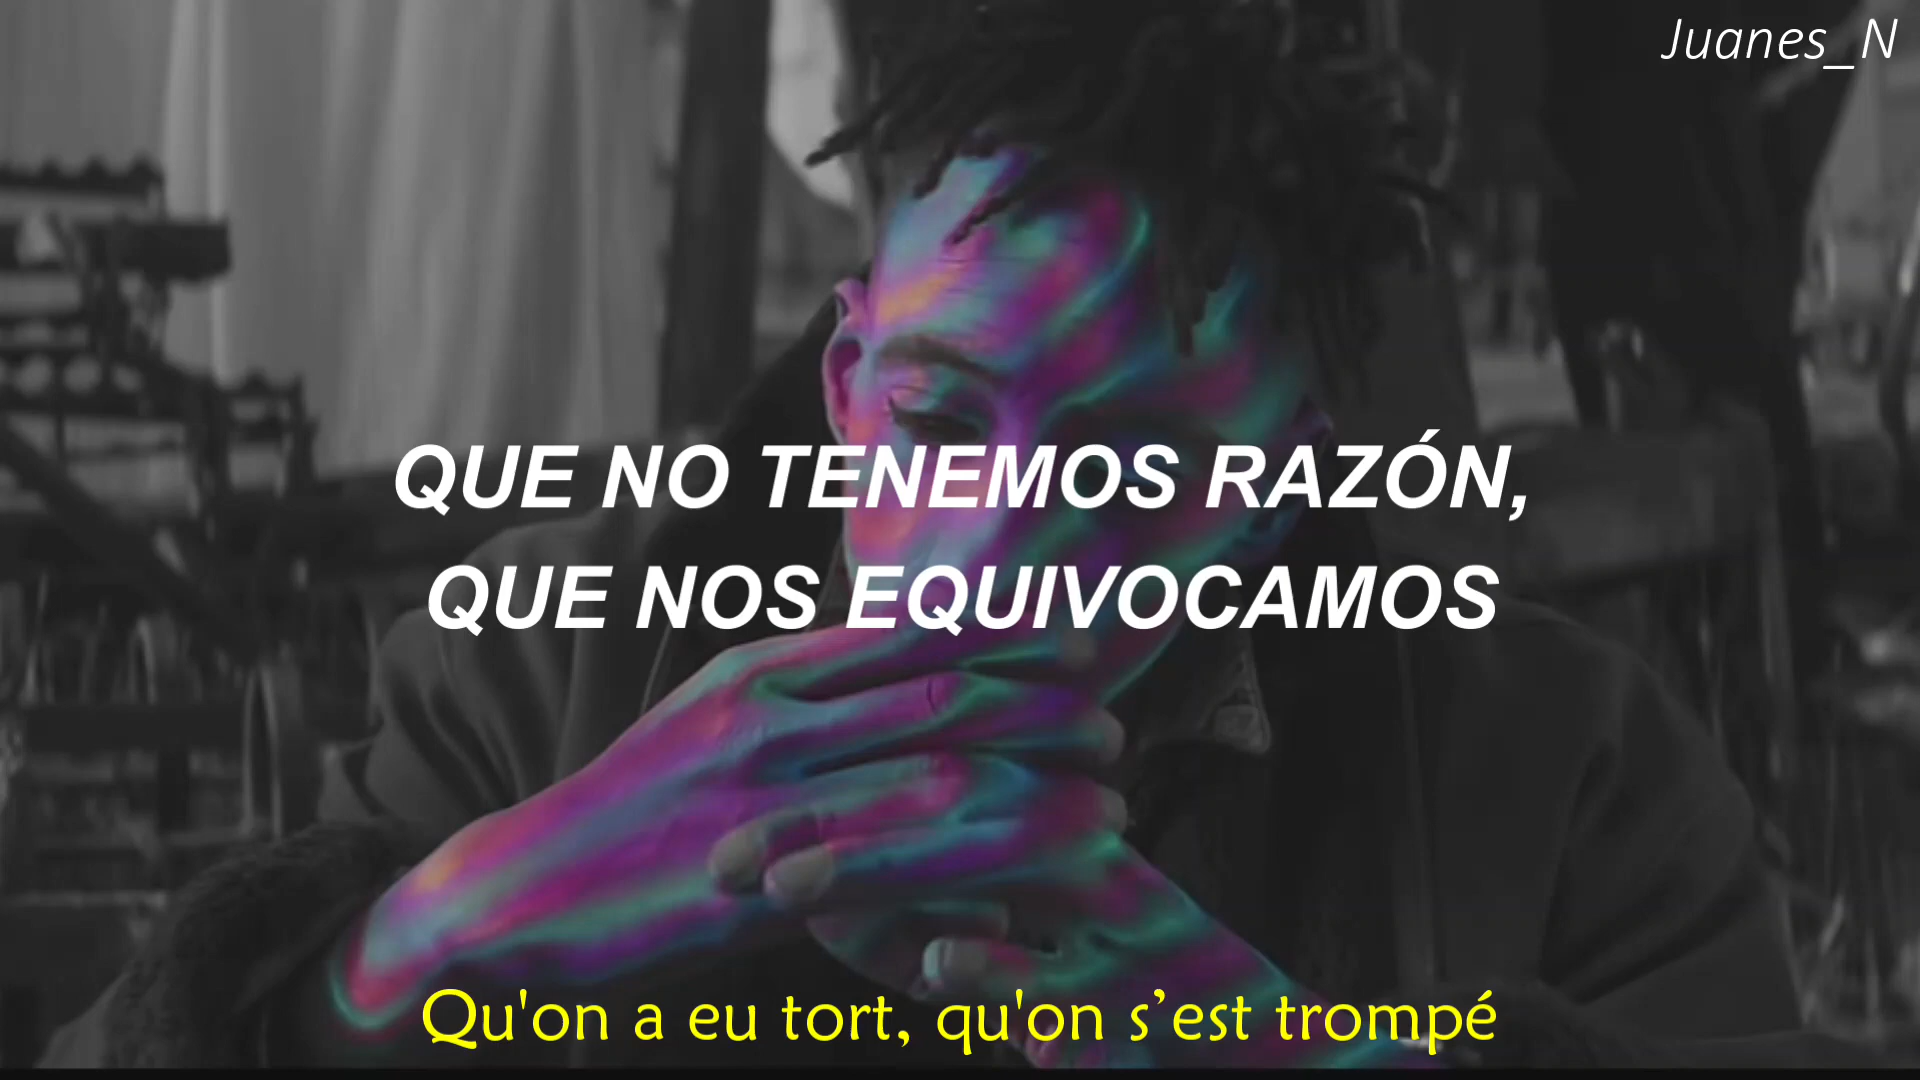 Juanes_N
QUE NO TENEMOS RAZÓN,
QUE NOS EQUIVOCAMOS
Qu'on a eu tort, qu'on s’est trompé